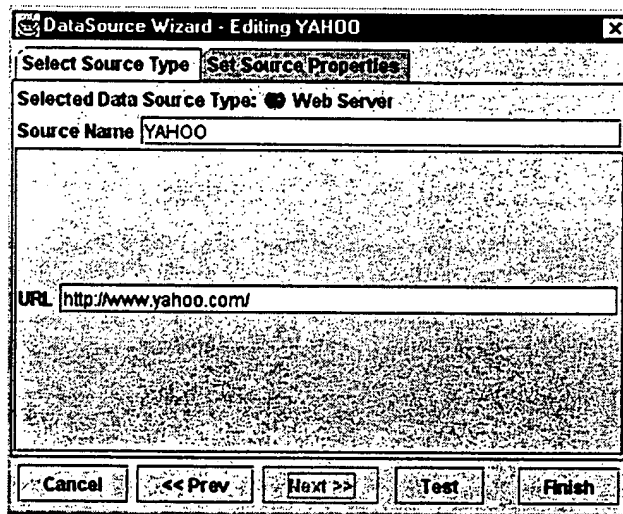 DataSource Wizard - Editing YAHOO
Select Source Type Set Source Properties
Selected Data Source Type: Web Server
Source Name YAHOO
URL http://www.yahoo.com/
Cancel << Prev Next >> Test Finish